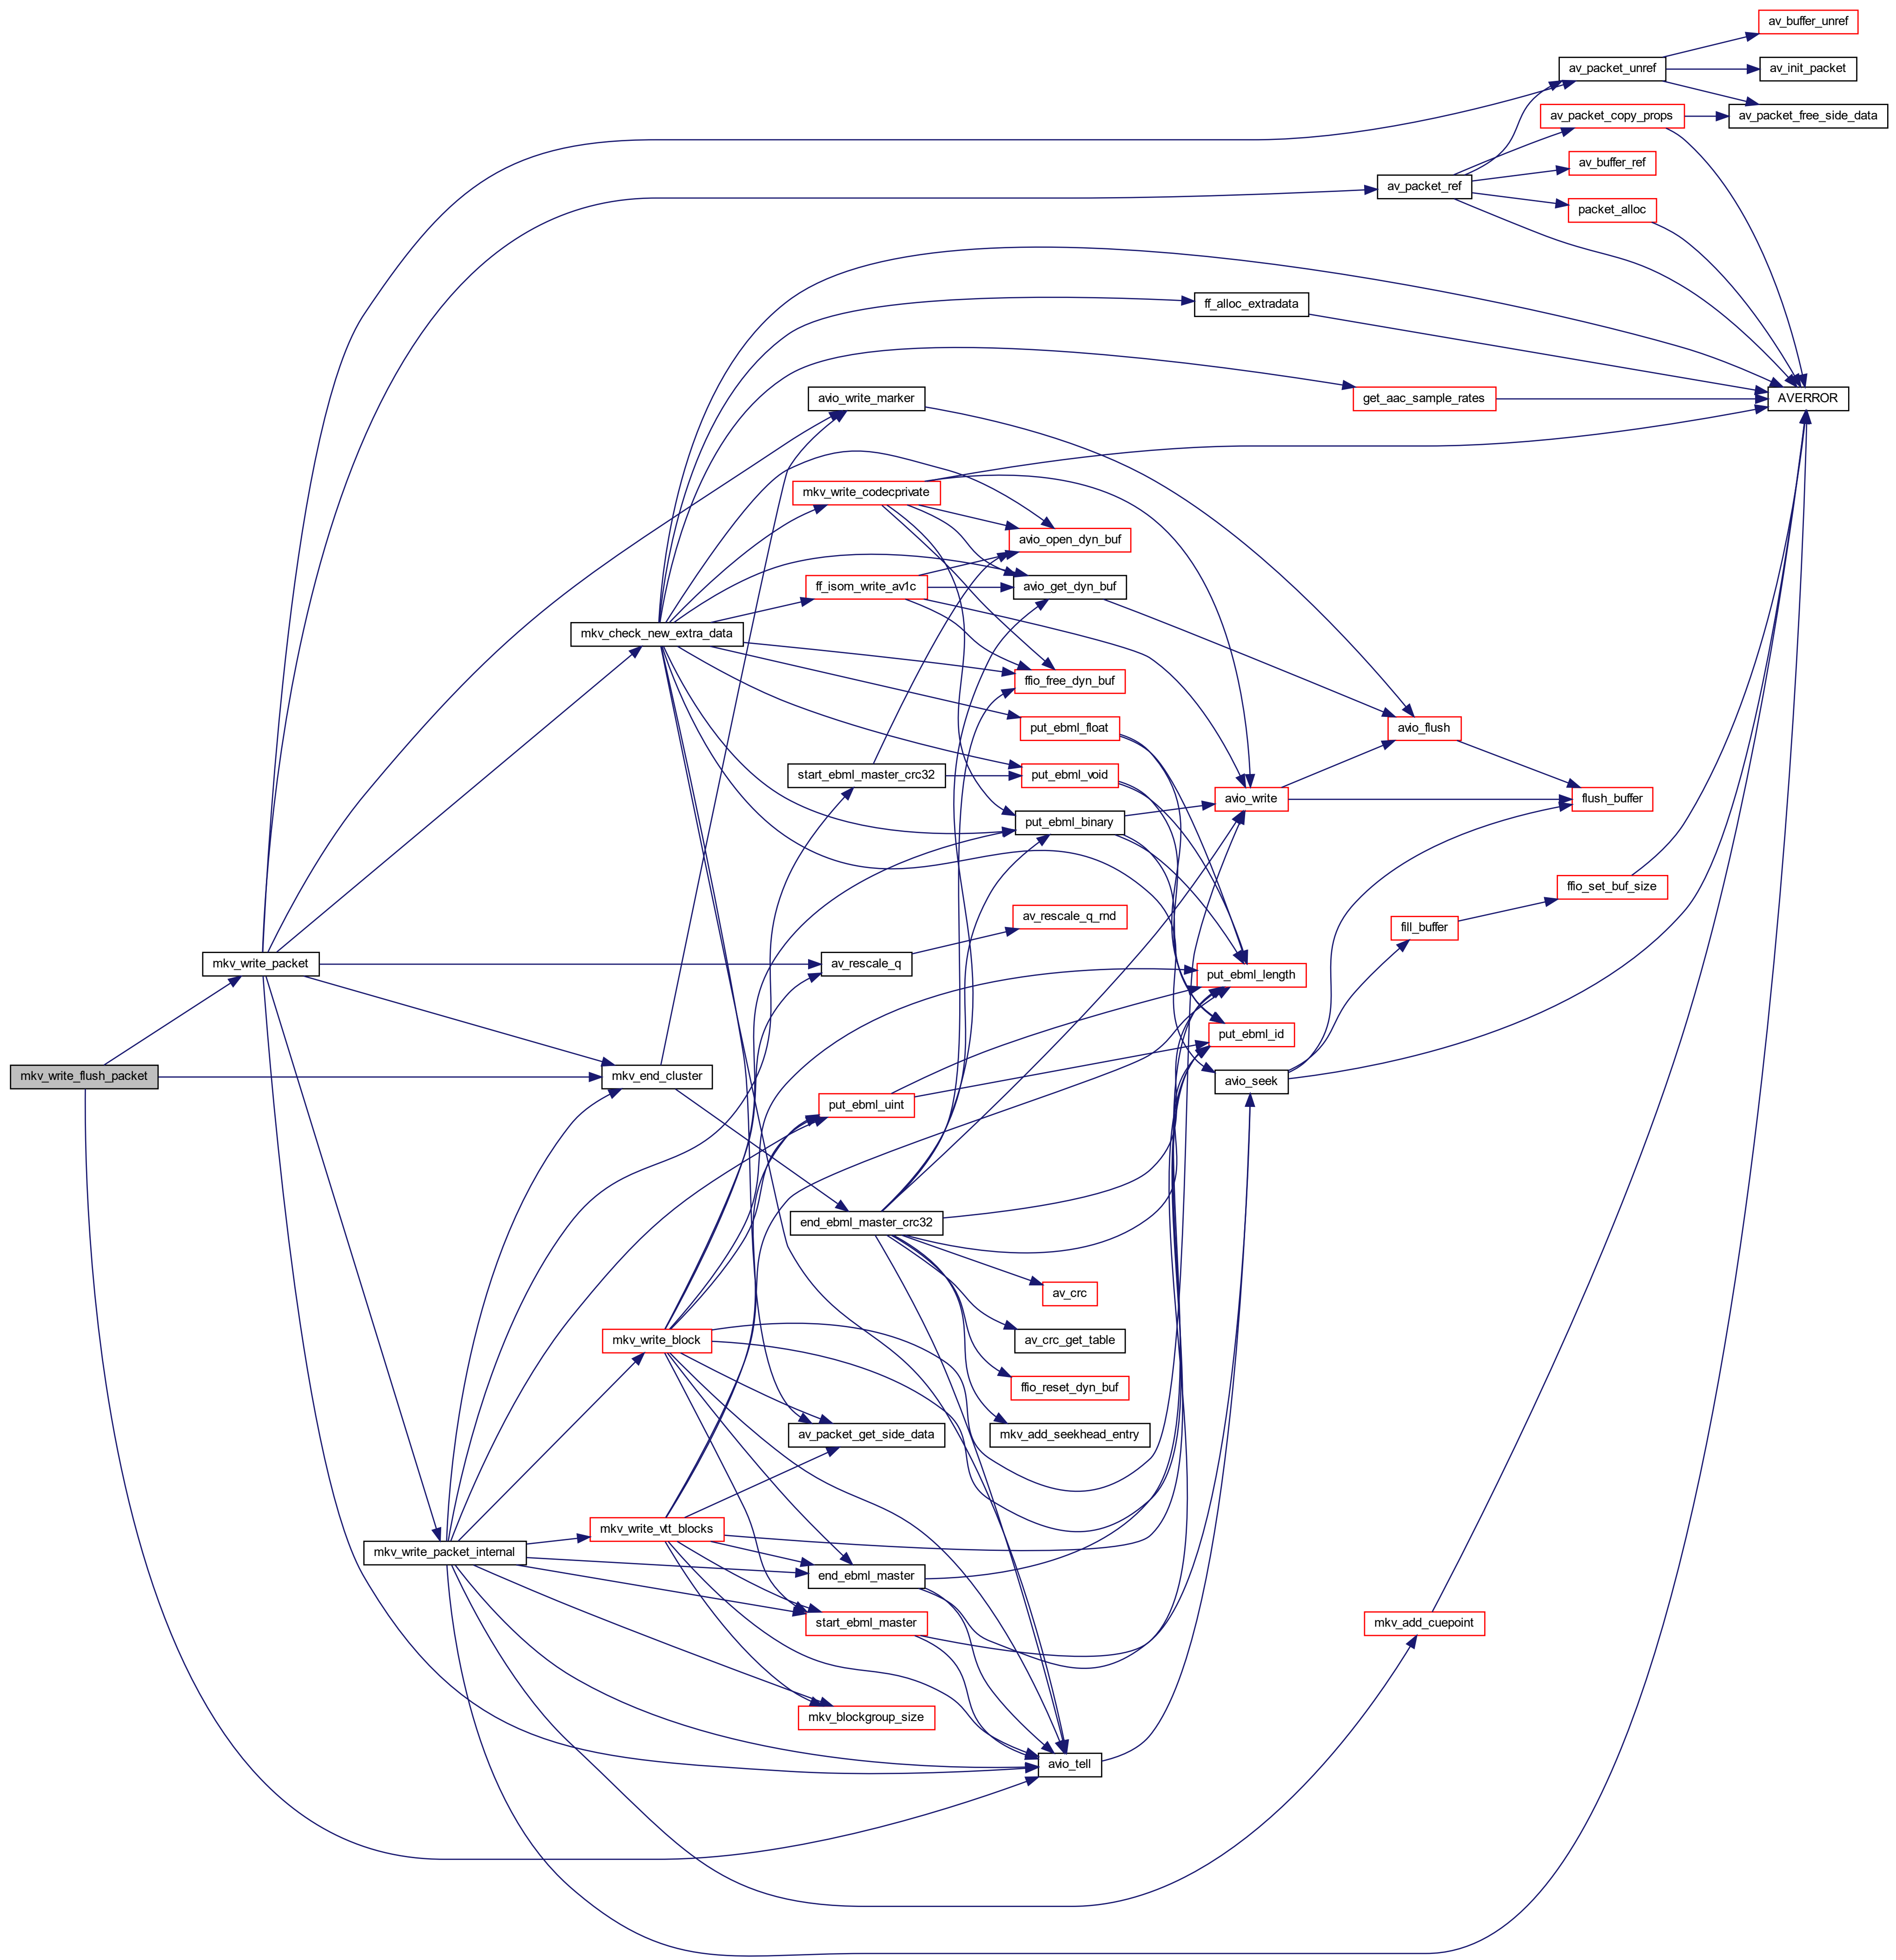 av_buffer_unref
av_packet_unref
av_init_packet
av_packet_copy_props
av_packet_free_side_data
av_buffer_ref
av_packet_ref
packet_alloc
ff_alloc_extradata
avio_write_marker
get_aac_sample_rates
AVERROR
mkv_write_codecprivate
avio_open_dyn_buf
ff_isom_write_av1c
avio_get_dyn_buf
mkv_check_new_extra_data
ffio_free_dyn_buf
put_ebml_float
avio_flush
start_ebml_master_crc32
put_ebml_void
avio_write
flush_buffer
put_ebml_binary
ffio_set_buf_size
av_rescale_q_rnd
fill_buffer
mkv_write_packet
av_rescale_q
put_ebml_length
put_ebml_id
mkv_write_flush_packet
mkv_end_cluster
avio_seek
put_ebml_uint
end_ebml_master_crc32
av_crc
mkv_write_block
av_crc_get_table
ffio_reset_dyn_buf
av_packet_get_side_data
mkv_add_seekhead_entry
mkv_write_vtt_blocks
mkv_write_packet_internal
end_ebml_master
start_ebml_master
mkv_add_cuepoint
mkv_blockgroup_size
avio_tell